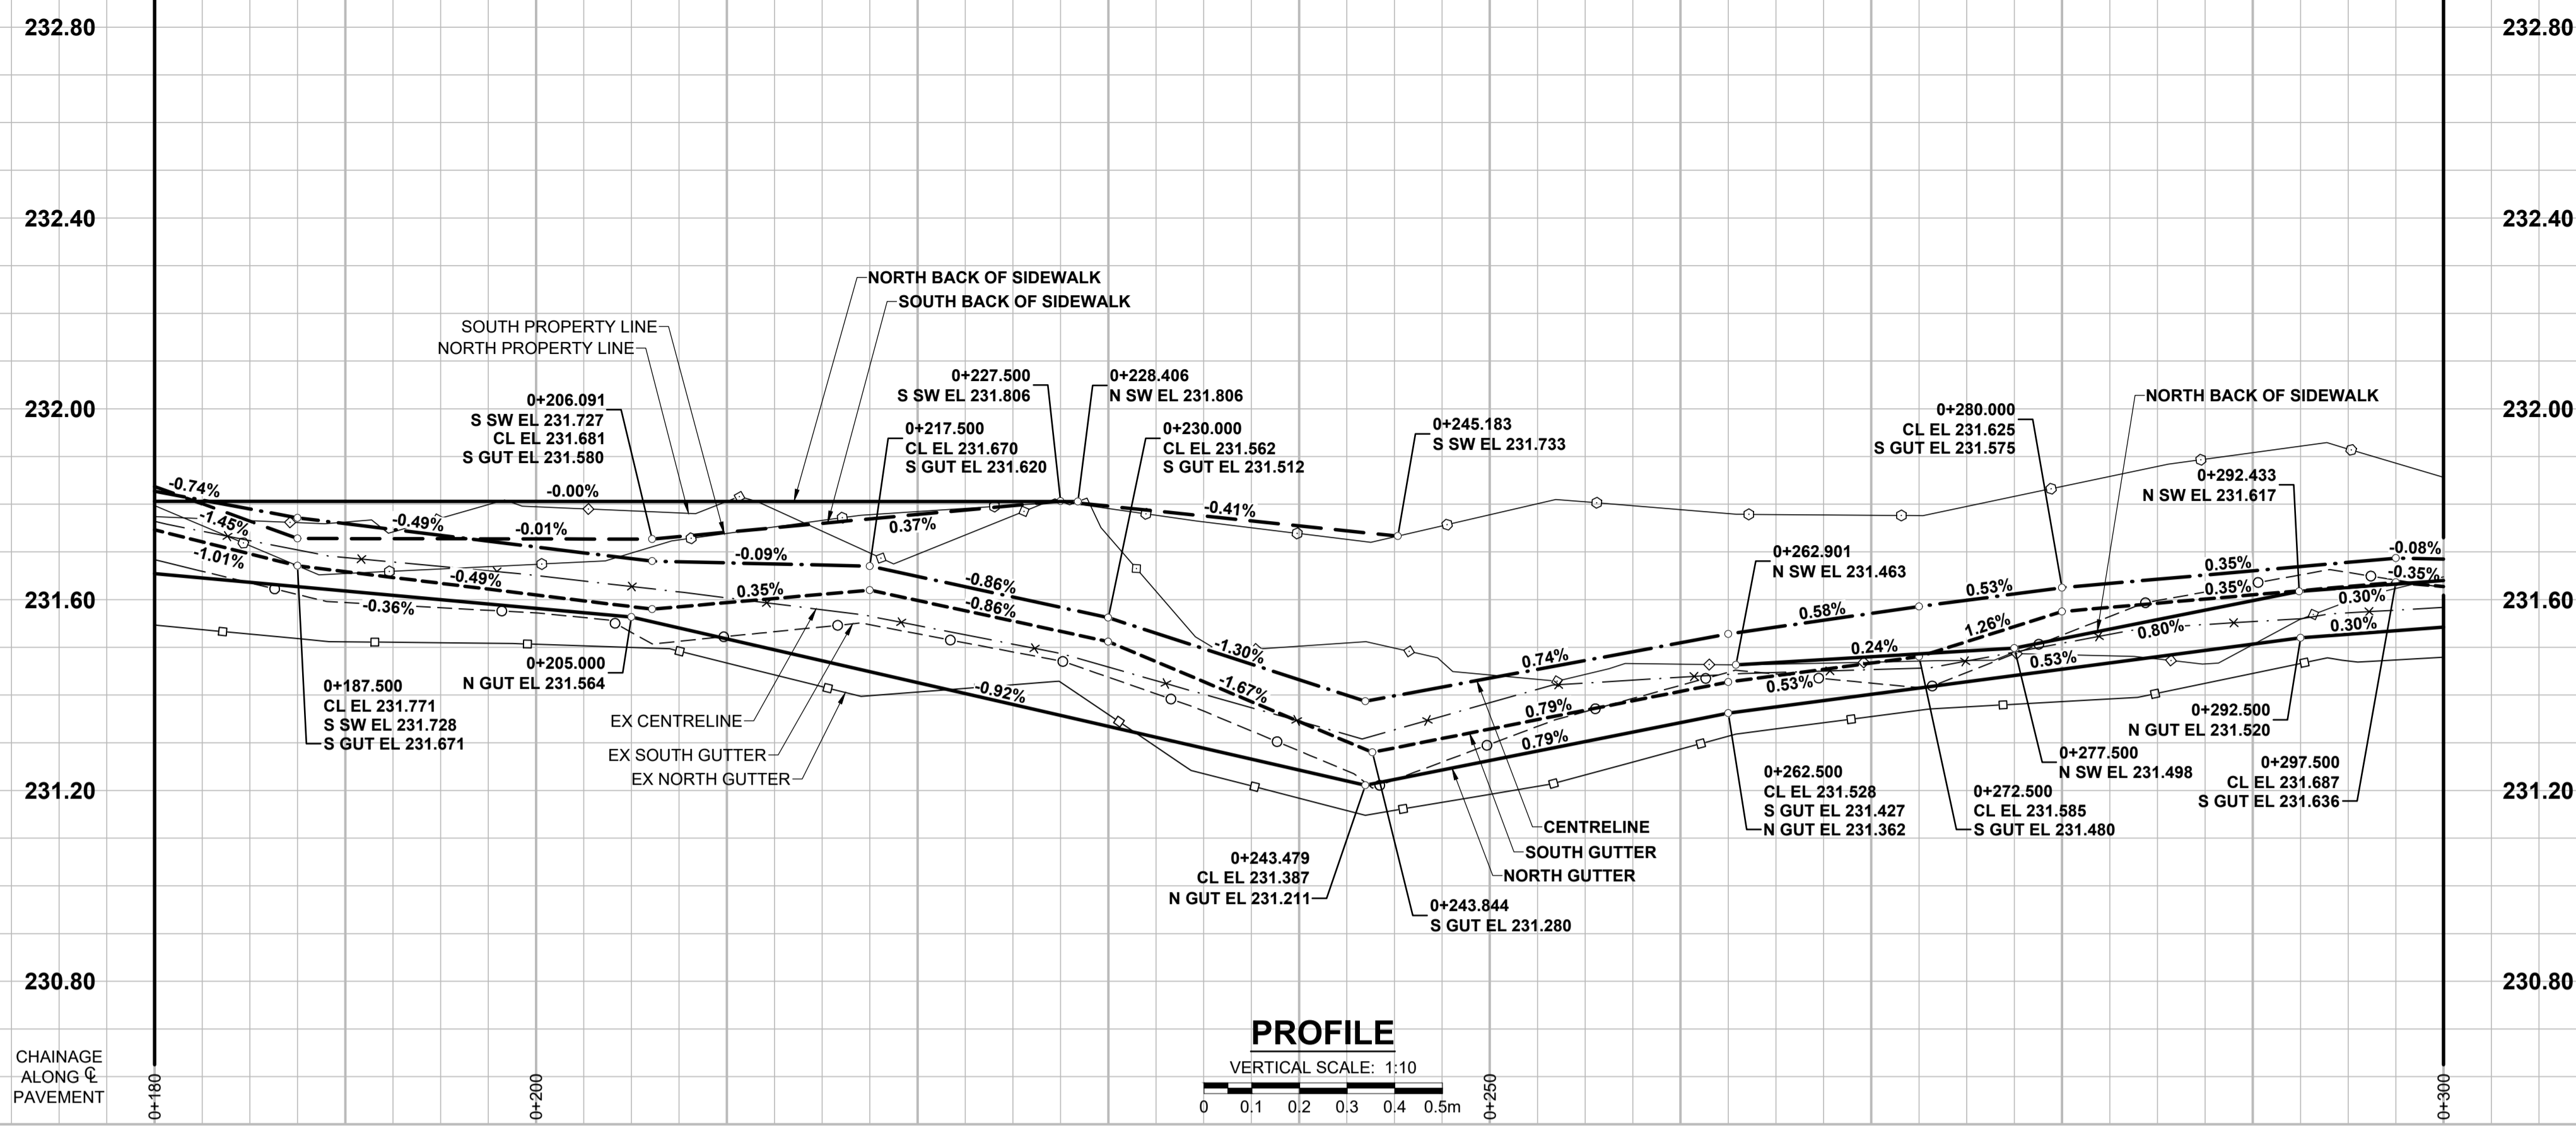 232.80
232.80
232.40
232.40
NORTH BACK OF SIDEWALK
SOUTH BACK OF SIDEWALK
SOUTH PROPERTY LINE
NORTH PROPERTY LINE
0+206.091
S SW EL 231.727
CL EL 231.681
S GUT EL 231.580
0+227.500
S SW EL 231.806
0+228.406
N SW EL 231.806
0+217.500
CL EL 231.670
S GUT EL 231.620
0+230.000
CL EL 231.562
S GUT EL 231.512
0+245.183
S SW EL 231.733
0+280.000
CL EL 231.625
S GUT EL 231.575
NORTH BACK OF SIDEWALK
0+292.433
N SW EL 231.617
232.00
232.00
-0.74%
-0.00%
-1.45%
-0.49%
-0.01%
0.37%
-0.41%
-1.01%
-0.49%
-0.09%
0.35%
-0.86%
-0.86%
-0.36%
-0.92%
-1.30%
-1.67%
0.74%
0.79%
0.79%
0+262.901
N SW EL 231.463
0.58%
0.53%
0.24%
1.26%
0.53%
0.53%
0.80%
0.35%
0.35%
-0.08%
-0.35%
0.30%
0.30%
231.60
231.60
0+187.500
CL EL 231.771
S SW EL 231.728
S GUT EL 231.671
0+205.000
N GUT EL 231.564
EX CENTRELINE
EX SOUTH GUTTER
EX NORTH GUTTER
0+292.500
N GUT EL 231.520
0+277.500
N SW EL 231.498
0+297.500
CL EL 231.687
S GUT EL 231.636
0+262.500
CL EL 231.528
S GUT EL 231.427
N GUT EL 231.362
0+272.500
CL EL 231.585
S GUT EL 231.480
231.20
231.20
CENTRELINE
SOUTH GUTTER
NORTH GUTTER
0+243.479
CL EL 231.387
N GUT EL 231.211
0+243.844
S GUT EL 231.280
230.80
230.80
PROFILE
VERTICAL SCALE: 1:10
0 0.1 0.2 0.3 0.4 0.5m
CHAINAGE
ALONG ℄
PAVEMENT
0+180
0+200
0+250
0+300